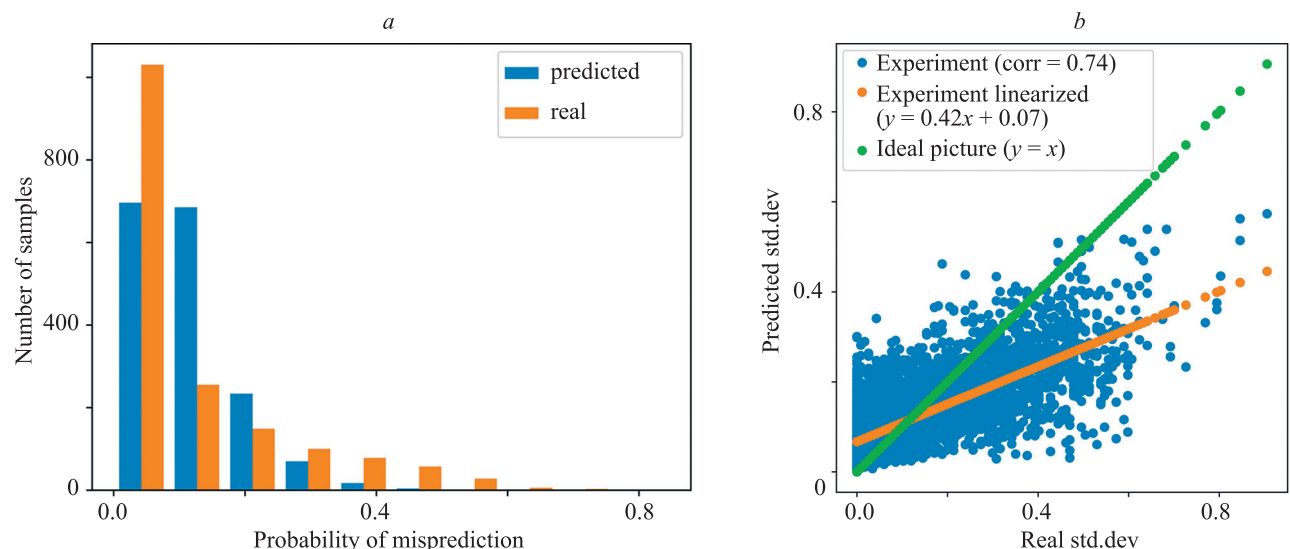 a
predicted
real
800
400
0
0.0
0.4
0.8
Number of samples
Probability of misprediction
b
Experiment (corr = 0.74)
Experiment linearized
(y = 0.42x + 0.07)
Ideal picture (y = x)
0.8
0.4
0
0.0
0.4
0.8
Predicted std.dev
Real std.dev